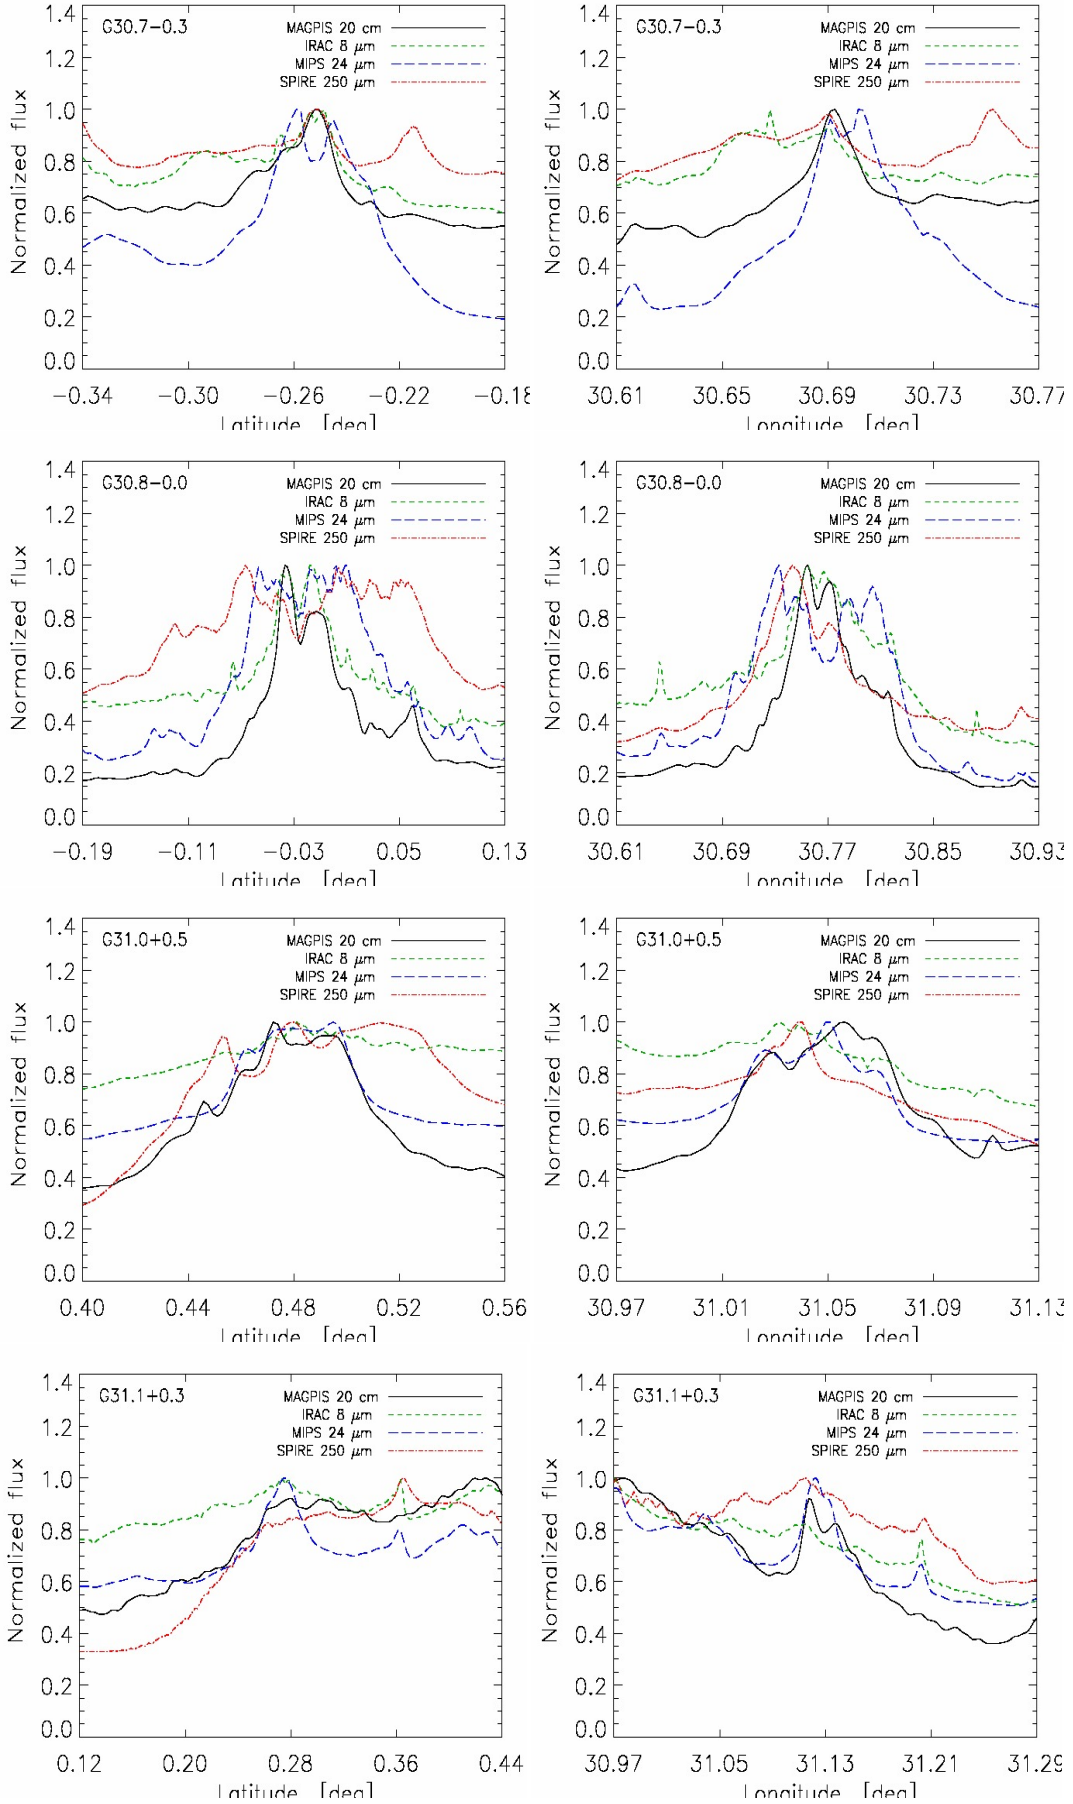 G30.7−0.3
MAGPIS 20 cm
IRAC 8 μm
MIPS 24 μm
SPIRE 250 μm
1.4
1.2
1.0
0.8
0.6
0.4
0.2
0.0
Normalized flux
−0.34 −0.30 −0.26 −0.22 −0.18
Latitude [deg]
G30.7−0.3
MAGPIS 20 cm
IRAC 8 μm
MIPS 24 μm
SPIRE 250 μm
1.4
1.2
1.0
0.8
0.6
0.4
0.2
0.0
Normalized flux
30.61 30.65 30.69 30.73 30.77
Longitude [deg]
G30.8−0.0
MAGPIS 20 cm
IRAC 8 μm
MIPS 24 μm
SPIRE 250 μm
1.4
1.2
1.0
0.8
0.6
0.4
0.2
0.0
Normalized flux
−0.19 −0.11 −0.03 0.05 0.13
Latitude [deg]
G30.8−0.0
MAGPIS 20 cm
IRAC 8 μm
MIPS 24 μm
SPIRE 250 μm
1.4
1.2
1.0
0.8
0.6
0.4
0.2
0.0
Normalized flux
30.61 30.69 30.77 30.85 30.93
Longitude [deg]
G31.0+0.5
MAGPIS 20 cm
IRAC 8 μm
MIPS 24 μm
SPIRE 250 μm
1.4
1.2
1.0
0.8
0.6
0.4
0.2
0.0
Normalized flux
0.40 0.44 0.48 0.52 0.56
Latitude [deg]
G31.0+0.5
MAGPIS 20 cm
IRAC 8 μm
MIPS 24 μm
SPIRE 250 μm
1.4
1.2
1.0
0.8
0.6
0.4
0.2
0.0
Normalized flux
30.97 31.01 31.05 31.09 31.13
Longitude [deg]
G31.1+0.3
MAGPIS 20 cm
IRAC 8 μm
MIPS 24 μm
SPIRE 250 μm
1.4
1.2
1.0
0.8
0.6
0.4
0.2
0.0
Normalized flux
0.12 0.20 0.28 0.36 0.44
Latitude [deg]
G31.1+0.3
MAGPIS 20 cm
IRAC 8 μm
MIPS 24 μm
SPIRE 250 μm
1.4
1.2
1.0
0.8
0.6
0.4
0.2
0.0
Normalized flux
30.97 31.05 31.13 31.21 31.29
Longitude [deg]